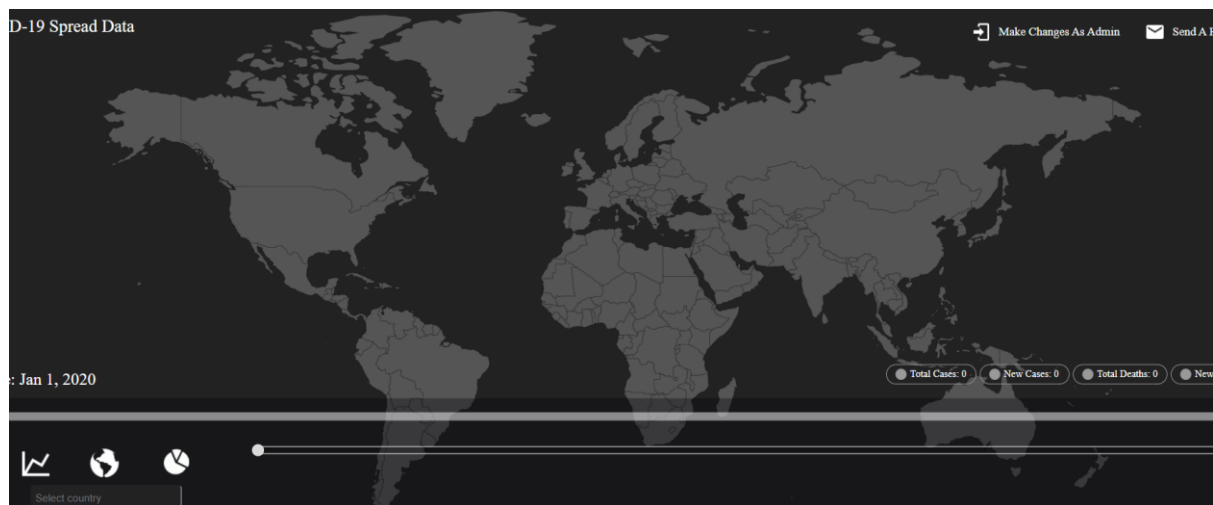 D-19 Spread Data
Make Changes As Admin
Send A
: Jan 1, 2020
Total Cases: 0
New Cases: 0
Total Deaths: 0
New
Select country